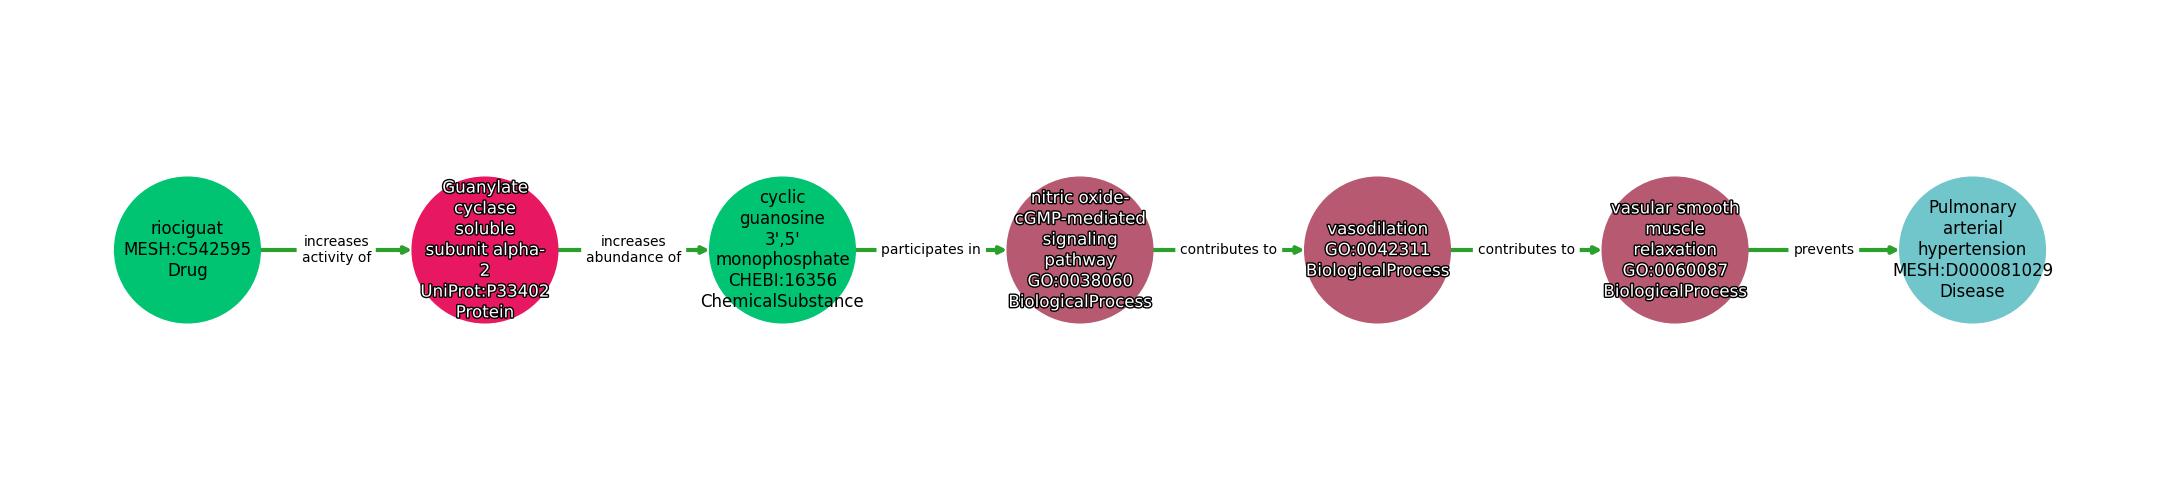 riociguat
MESH:C542595
Drug
increases
activity of
Guanylate
cyclase
soluble
subunit alpha-
2
UniProt:P33402
Protein
increases
abundance of
cyclic
guanosine
3',5'
monophosphate
CHEBI:16356
ChemicalSubstance
participates in
nitric oxide-
cGMP-mediated
signaling
pathway
GO:0038060
BiologicalProcess
contributes to
vasodilation
GO:0042311
BiologicalProcess
contributes to
vasular smooth
muscle
relaxation
GO:0060087
BiologicalProcess
prevents
Pulmonary
arterial
hypertension
MESH:D000081029
Disease